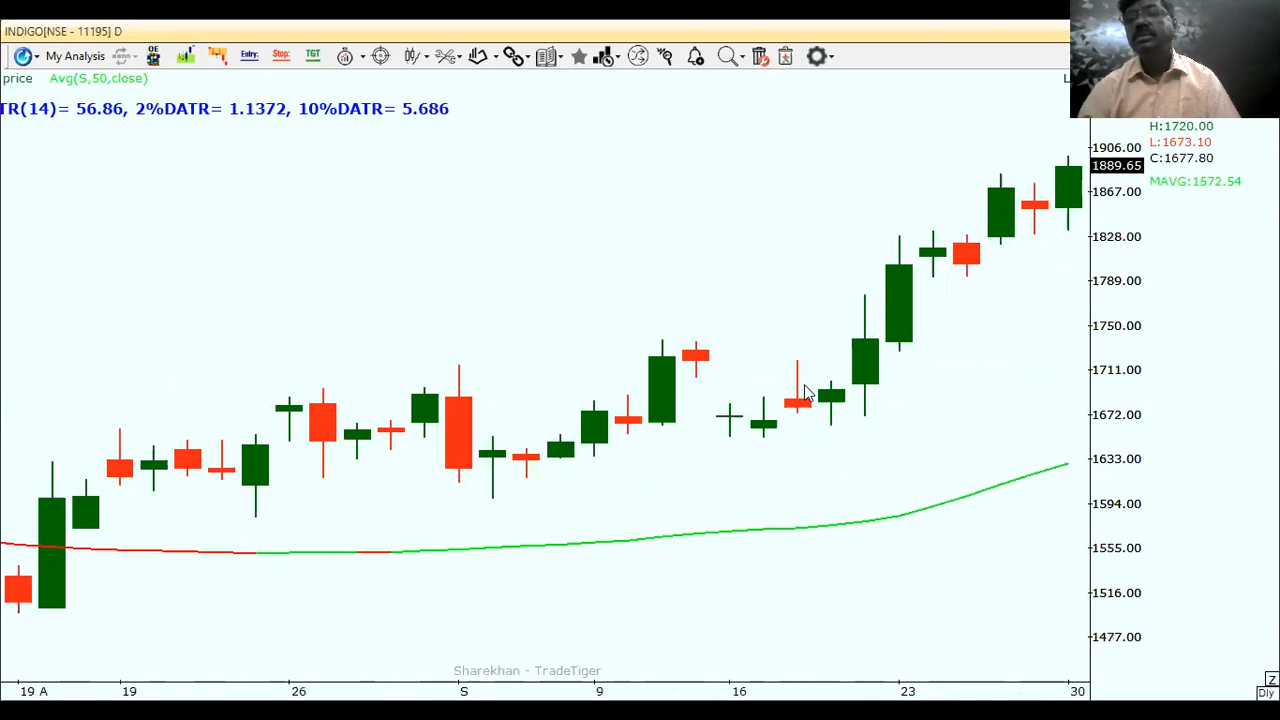 INDIGO[NSE - 11195] D
My Analysis
OE
Entry:
Stop:
TGT
price Avg(S,50,close)
TR(14)= 56.86, 2%DATR= 1.1372, 10%DATR= 5.686
L
H:1720.00
L:1673.10
C:1677.80
MAVG:1572.54
1906.00
1889.65
1867.00
1828.00
1789.00
1750.00
1711.00
1672.00
1633.00
1594.00
1555.00
1516.00
1477.00
Sharekhan - TradeTiger
19 A 19 26 S 9 16 23 30
Z
Dly